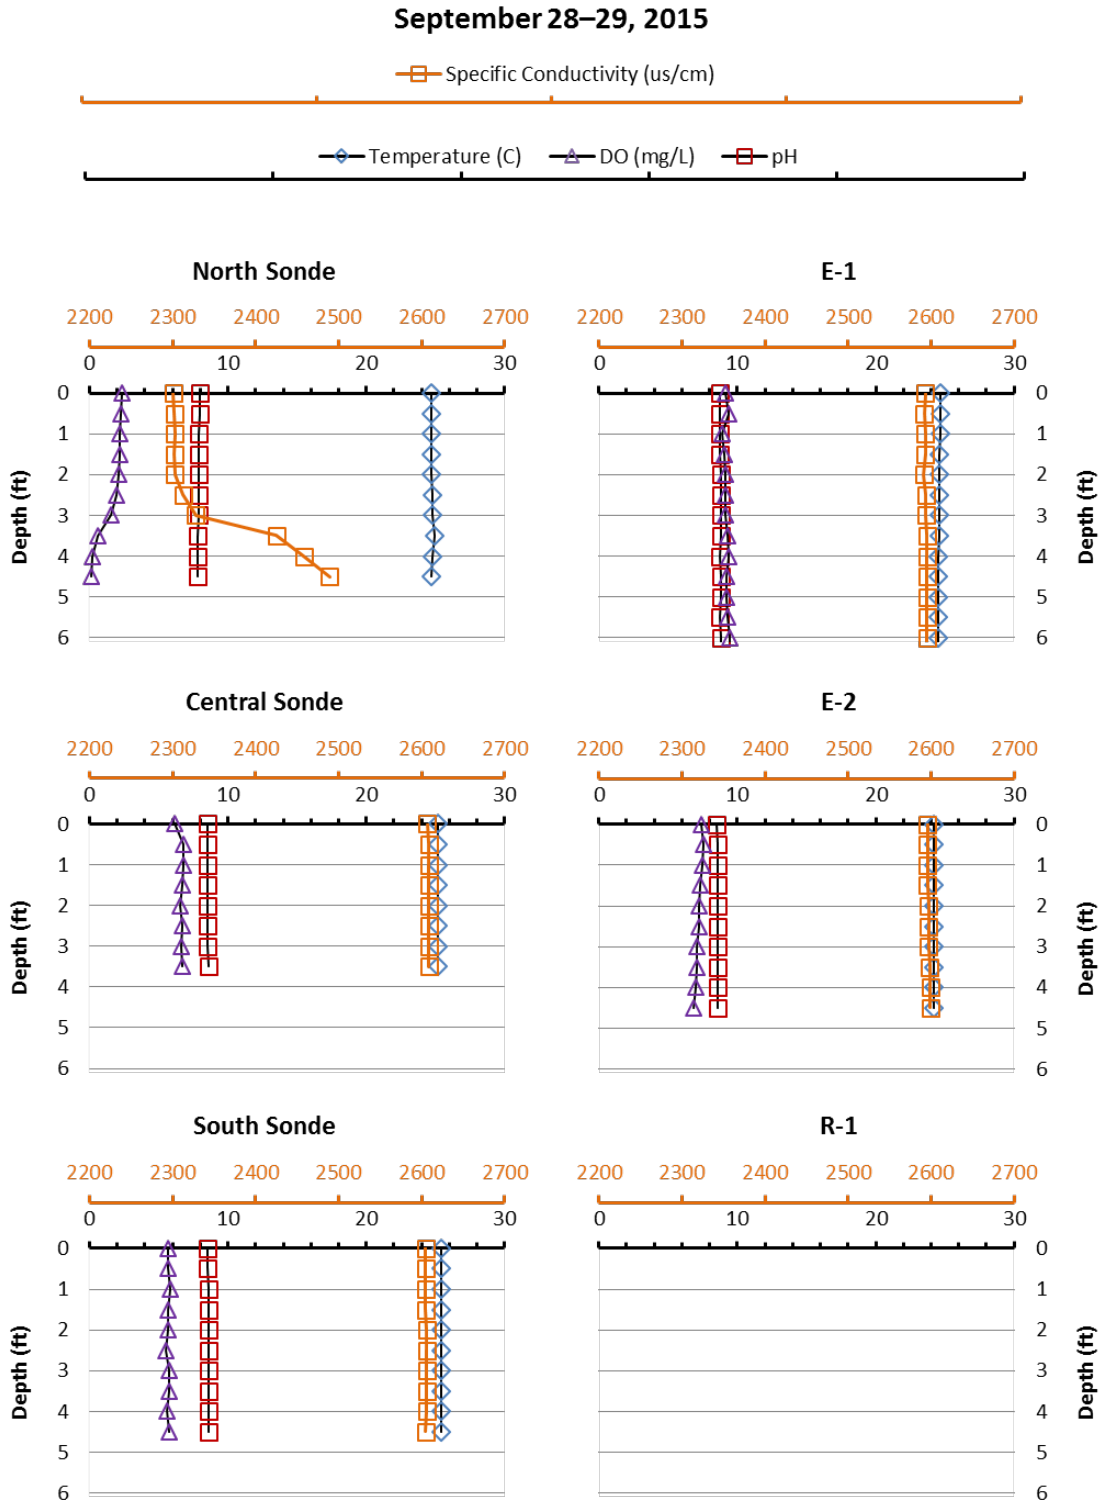 September 28–29, 2015
Specific Conductivity (us/cm)
Temperature (C) DO (mg/L) pH
North Sonde
2200 2300 2400 2500 2600 2700
0 10 20 30
0
1
2
3
4
5
6
Depth (ft)
E-1
2200 2300 2400 2500 2600 2700
0 10 20 30
0
1
2
3
4
5
6
Depth (ft)
Central Sonde
2200 2300 2400 2500 2600 2700
0 10 20 30
0
1
2
3
4
5
6
Depth (ft)
E-2
2200 2300 2400 2500 2600 2700
0 10 20 30
0
1
2
3
4
5
6
Depth (ft)
South Sonde
2200 2300 2400 2500 2600 2700
0 10 20 30
0
1
2
3
4
5
6
Depth (ft)
R-1
2200 2300 2400 2500 2600 2700
0 10 20 30
0
1
2
3
4
5
6
Depth (ft)